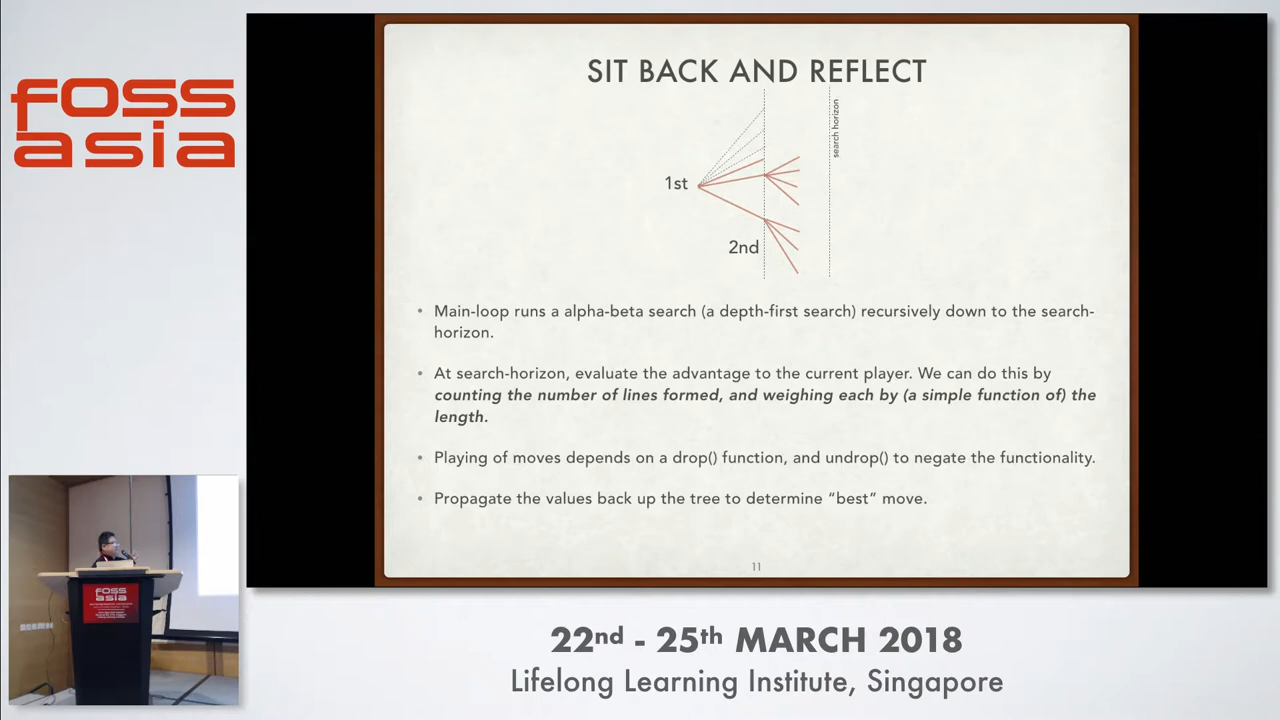 foss
asia
SIT BACK AND REFLECT
search horizon
1st
2nd
• Main-loop runs a alpha-beta search (a depth-first search) recursively down to the search-
horizon.
• At search-horizon, evaluate the advantage to the current player. We can do this by
counting the number of lines formed, and weighing each by (a simple function of) the
length.
• Playing of moves depends on a drop() function, and undrop() to negate the functionality.
• Propagate the values back up the tree to determine “best” move.
11
foss
asia
22nd - 25th MARCH 2018
Lifelong Learning Institute, Singapore